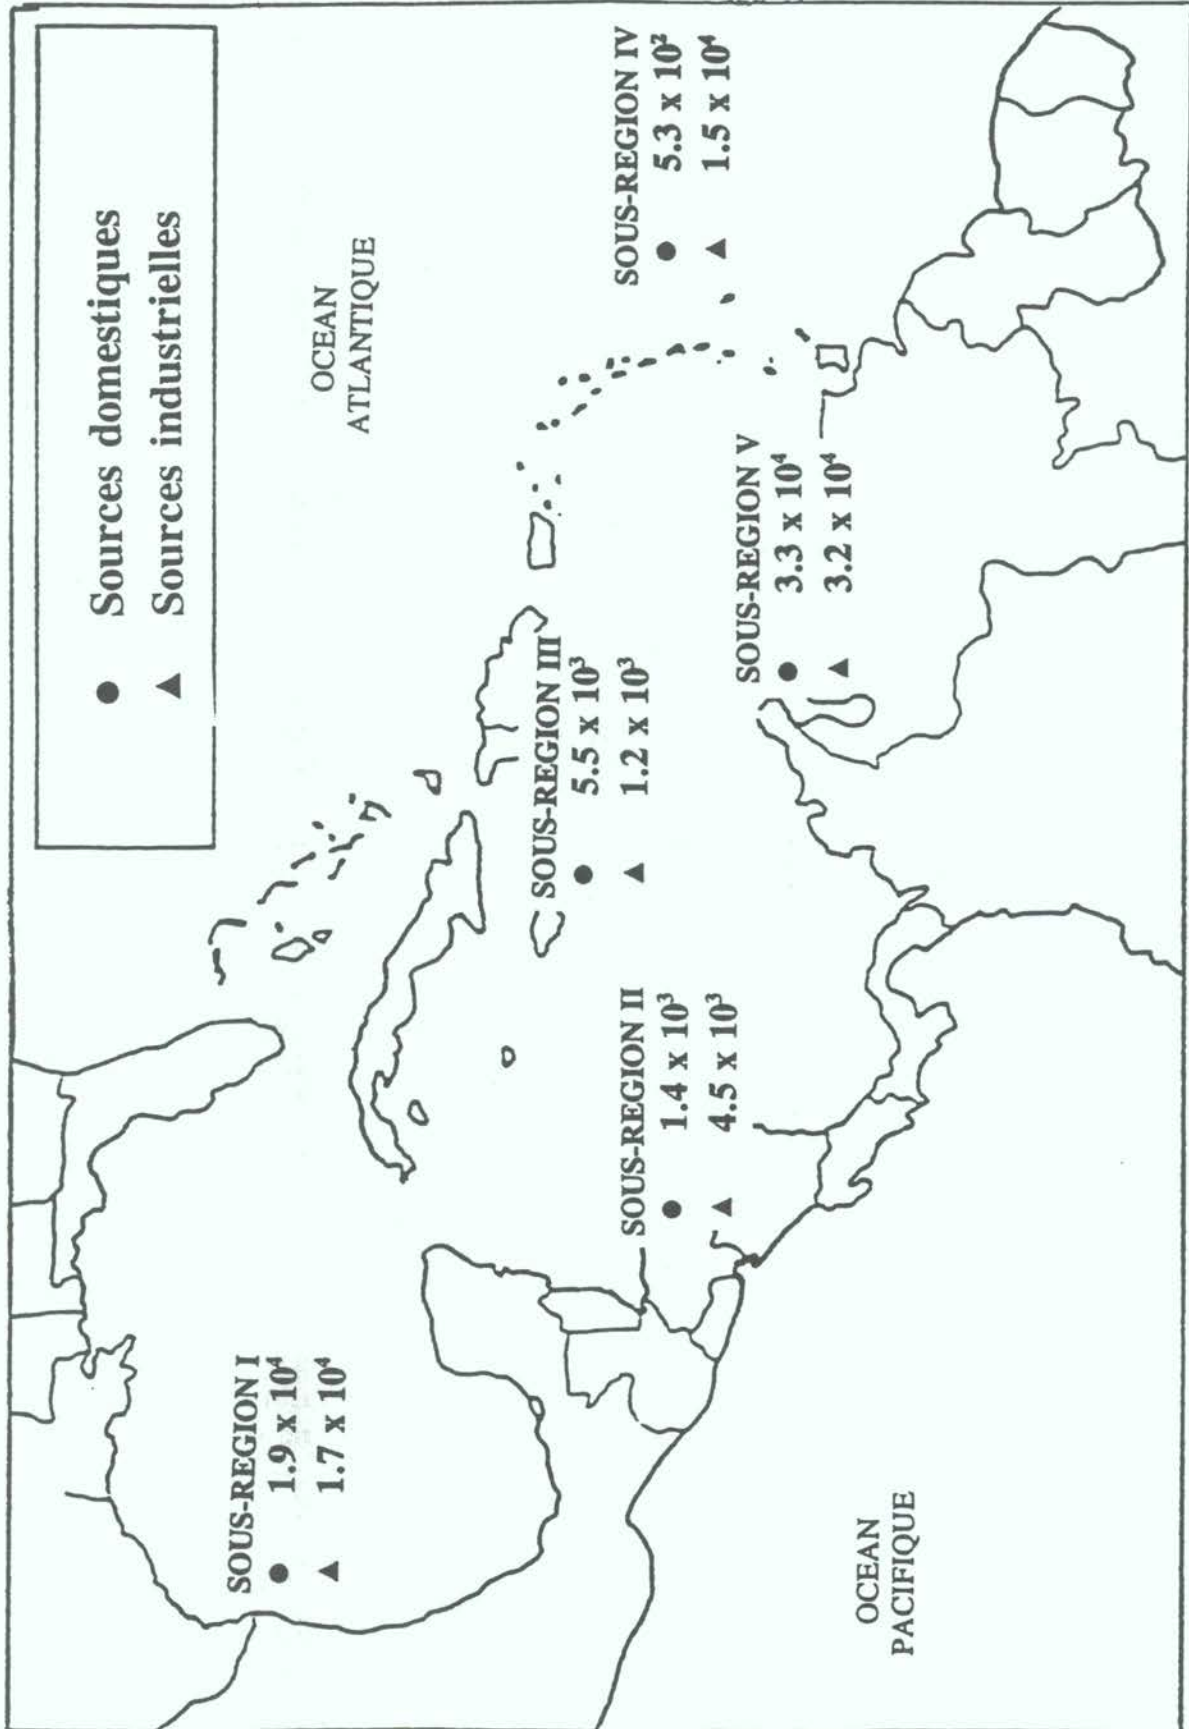 ● Sources domestiques
▲ Sources industrielles
OCEAN
ATLANTIQUE
SOUS-REGION I
● 1.9 x 10⁴
▲ 1.7 x 10⁴
SOUS-REGION II
● 1.4 x 10³
▲ 4.5 x 10³
SOUS-REGION III
● 5.5 x 10³
▲ 1.2 x 10³
SOUS-REGION IV
● 5.3 x 10²
▲ 1.5 x 10⁴
SOUS-REGION V
● 3.3 x 10⁴
▲ 3.2 x 10⁴
OCEAN
PACIFIQUE